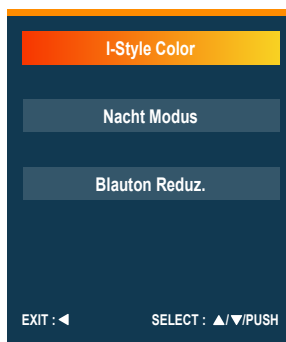 I-Style Color
Nacht Modus
Blauton Reduz.
EXIT : ◀ SELECT : ▲/▼/PUSH